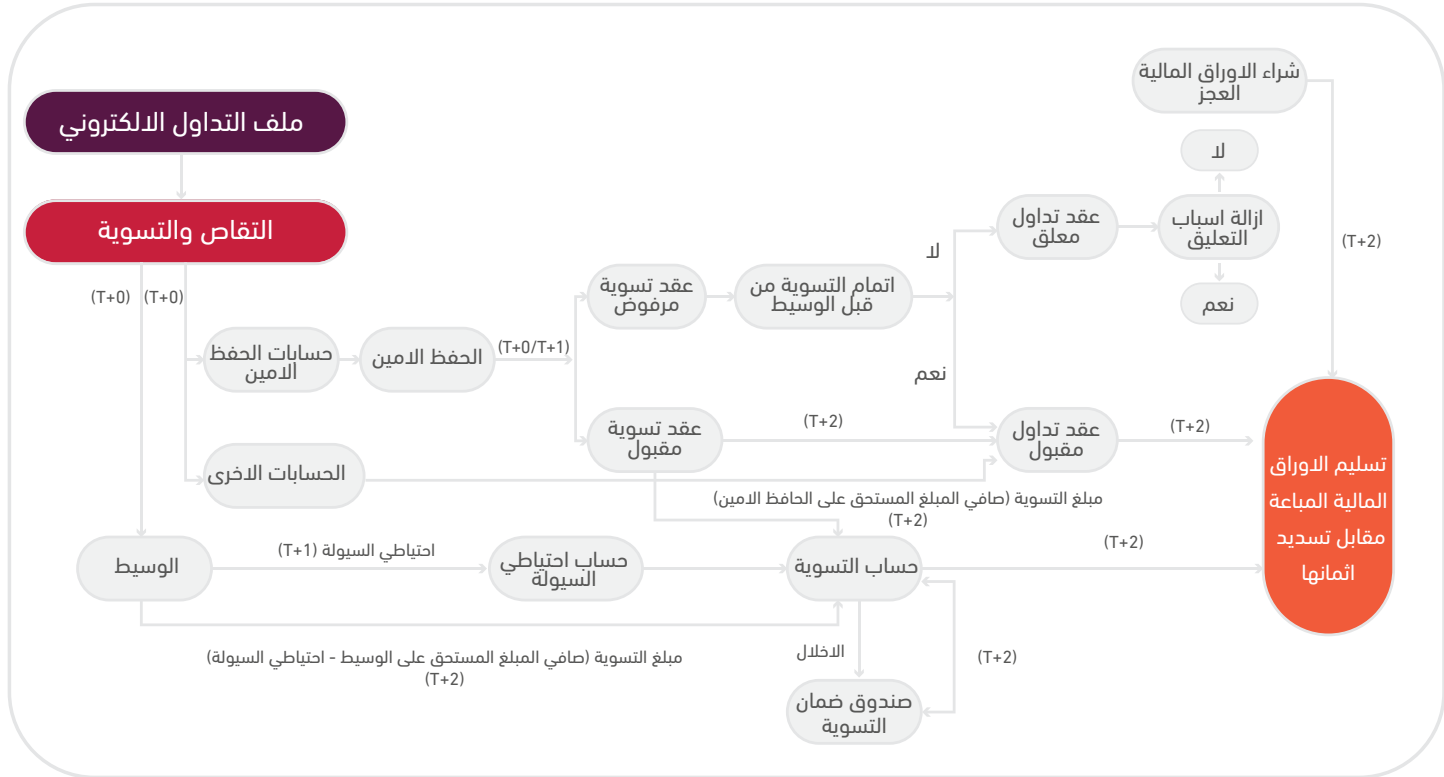 ملف التداول الالكتروني
التقاص والتسوية
(T+0)
(T+0)
حسابات الحفظ
الامين
الحفظ الامين
(T+0/T+1)
عقد تسوية
مرفوض
اتمام التسوية من
قبل الوسيط
لا
نعم
عقد تداول
معلق
ازالة اسباب
التعليق
لا
نعم
شراء الاوراق المالية
العجز
(T+2)
عقد تسوية
مقبول
(T+2)
عقد تداول
مقبول
(T+2)
الحسابات الاخرى
مبلغ التسوية (صافي المبلغ المستحق على الحافظ الامين)
(T+2)
الوسيط
احتياطي السيولة (T+1)
حساب احتياطي
السيولة
حساب التسوية
(T+2)
تسليم الاوراق
المالية المباعة
مقابل تسديد
اثمانها
مبلغ التسوية (صافي المبلغ المستحق على الوسيط - احتياطي السيولة)
(T+2)
الاخلال
(T+2)
صندوق ضمان
التسوية